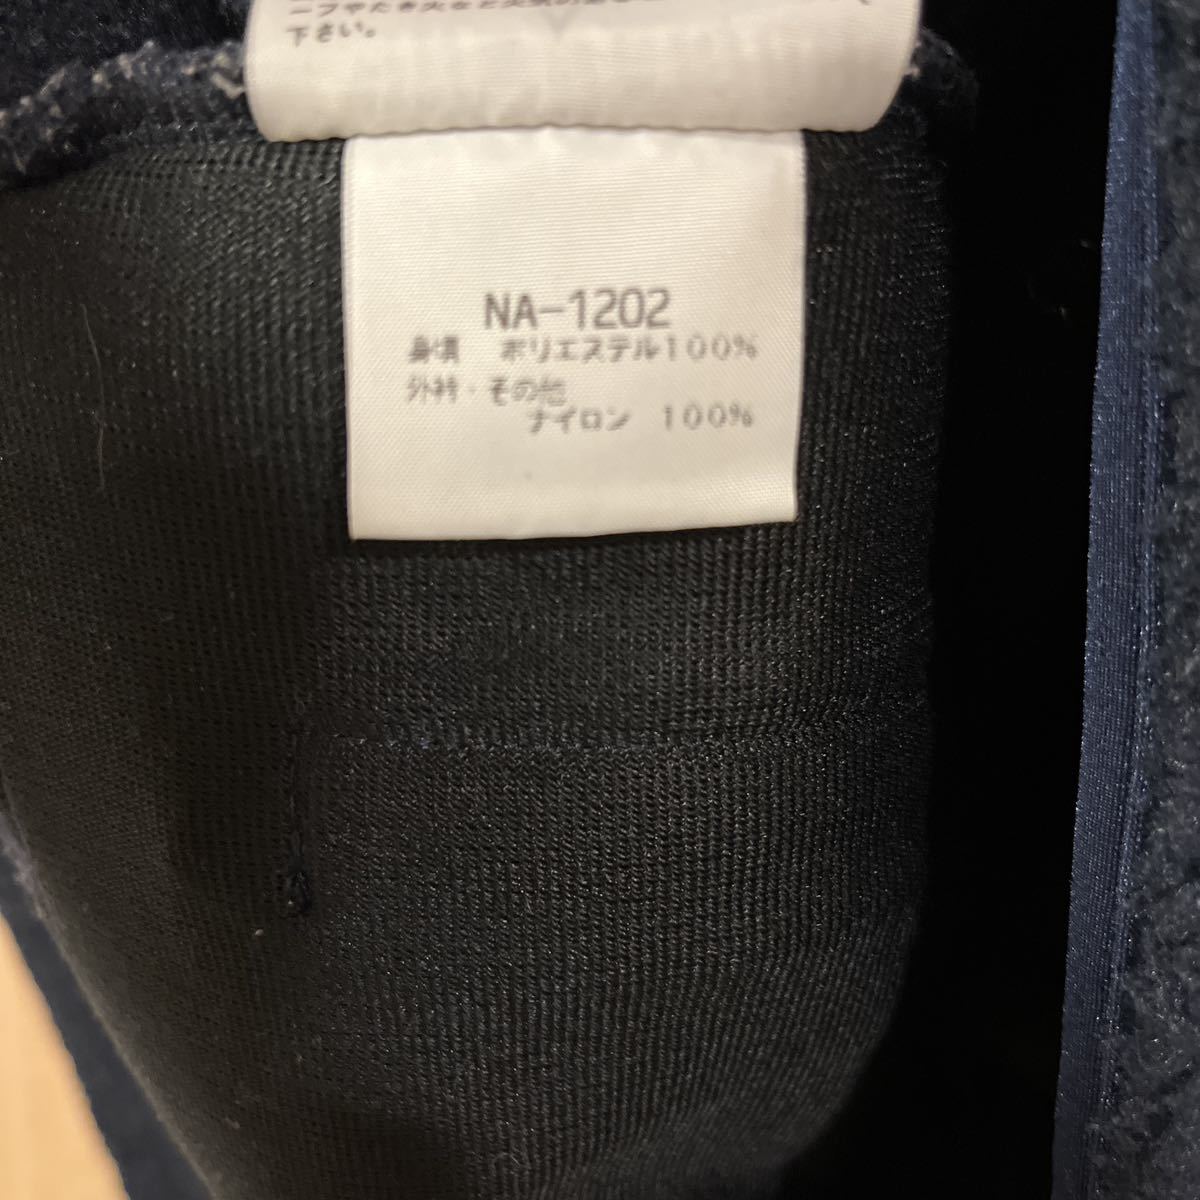 下さい。
NA-1202
身頃 ポリエステル100%
外衿・その他
ナイロン 100%